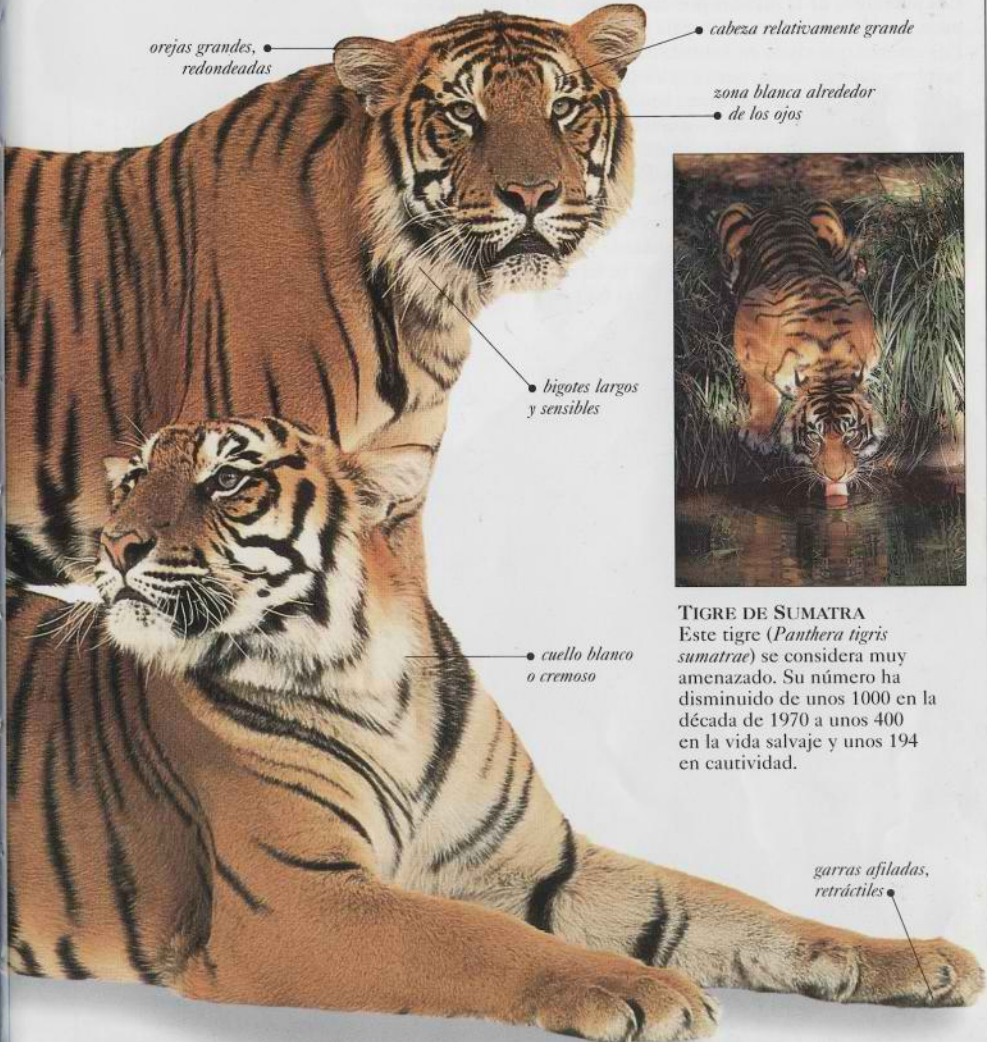 orejas grandes,
redondeadas
cabeza relativamente grande
zona blanca alrededor
de los ojos
bigotes largos
y sensibles
cuello blanco
o cremoso
TIGRE DE SUMATRA
Este tigre (Panthera tigris
sumatrae) se considera muy
amenazado. Su número ha
disminuido de unos 1000 en la
década de 1970 a unos 400
en la vida salvaje y unos 194
en cautividad.
garras afiladas,
retráctiles